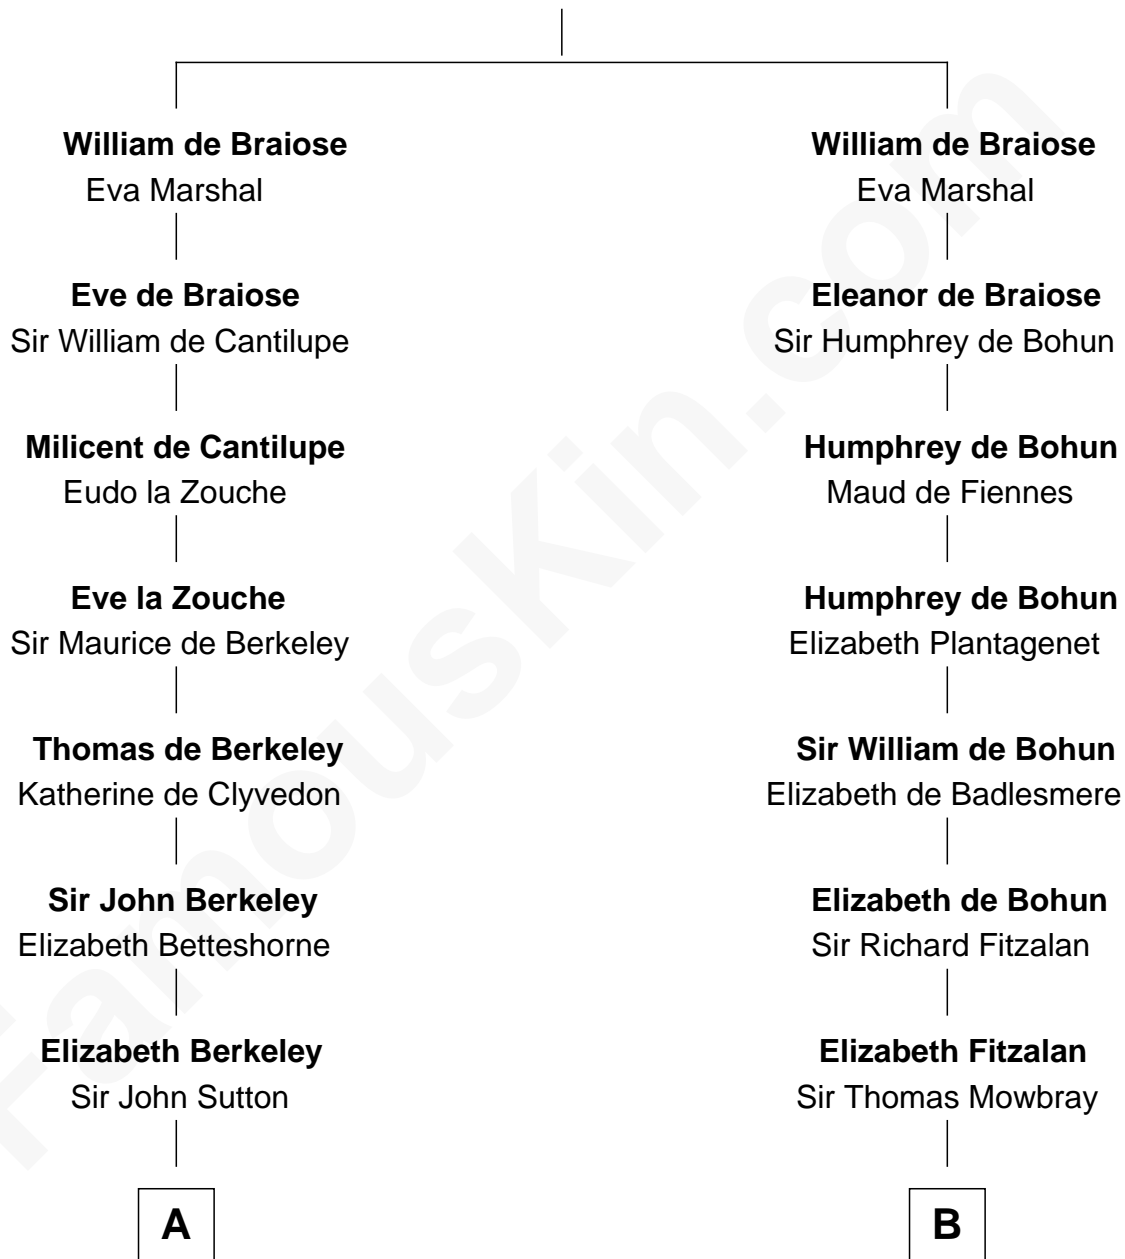 William de Braiose
Eva Marshal
Eve de Braiose
Sir William de Cantilupe
Milicent de Cantilupe
Eudo la Zouche
Eve la Zouche
Sir Maurice de Berkeley
Thomas de Berkeley
Katherine de Clyvedon
Sir John Berkeley
Elizabeth Betteshorne
Elizabeth Berkeley
Sir John Sutton
A
William de Braiose
Eva Marshal
Eleanor de Braiose
Sir Humphrey de Bohun
Humphrey de Bohun
Maud de Fiennes
Humphrey de Bohun
Elizabeth Plantagenet
Sir William de Bohun
Elizabeth de Badlesmere
Elizabeth de Bohun
Sir Richard Fitzalan
Elizabeth Fitzalan
Sir Thomas Mowbray
B
FamousKin.com